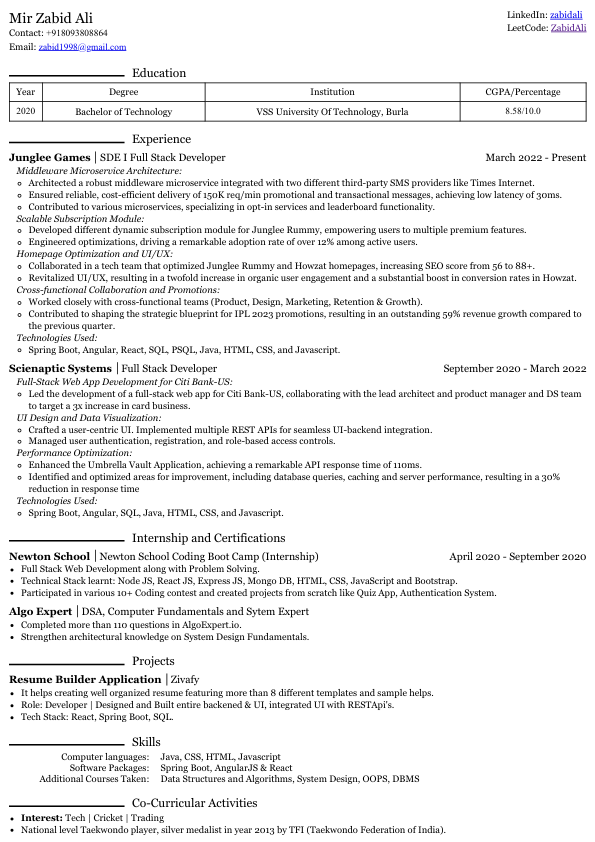 Mir Zabid Ali
Contact: +918093808864
Email: zabid1998@gmail.com
LinkedIn: zabidali
LeetCode: ZabidAli
Education
Year Degree Institution CGPA/Percentage
2020 Bachelor of Technology VSS University Of Technology, Burla 8.58/10.0
Experience
Junglee Games | SDE I Full Stack Developer March 2022 - Present
Middleware Microservice Architecture:
Architected a robust middleware microservice integrated with two different third-party SMS providers like Times Internet.
Ensured reliable, cost-efficient delivery of 150K req/min promotional and transactional messages, achieving low latency of 30ms.
Contributed to various microservices, specializing in opt-in services and leaderboard functionality.
Scalable Subscription Module:
Developed different dynamic subscription module for Junglee Rummy, empowering users to multiple premium features.
Engineered optimizations, driving a remarkable adoption rate of over 12% among active users.
Homepage Optimization and UI/UX:
Collaborated in a tech team that optimized Junglee Rummy and Howzat homepages, increasing SEO score from 56 to 88+.
Revitalized UI/UX, resulting in a twofold increase in organic user engagement and a substantial boost in conversion rates in Howzat.
Cross-functional Collaboration and Promotions:
Worked closely with cross-functional teams (Product, Design, Marketing, Retention & Growth).
Contributed to shaping the strategic blueprint for IPL 2023 promotions, resulting in an outstanding 59% revenue growth compared to
the previous quarter.
Technologies Used:
Spring Boot, Angular, React, SQL, PSQL, Java, HTML, CSS, and Javascript.
Scienaptic Systems | Full Stack Developer September 2020 - March 2022
Full-Stack Web App Development for Citi Bank-US:
Led the development of a full-stack web app for Citi Bank-US, collaborating with the lead architect and product manager and DS team
to target a 3x increase in card business.
UI Design and Data Visualization:
Crafted a user-centric UI. Implemented multiple REST APIs for seamless UI-backend integration.
Managed user authentication, registration, and role-based access controls.
Performance Optimization:
Enhanced the Umbrella Vault Application, achieving a remarkable API response time of 110ms.
Identified and optimized areas for improvement, including database queries, caching and server performance, resulting in a 30%
reduction in response time
Technologies Used:
Spring Boot, Angular, SQL, Java, HTML, CSS, and Javascript.
Internship and Certifications
Newton School | Newton School Coding Boot Camp (Internship) April 2020 - September 2020
Full Stack Web Development along with Problem Solving.
Technical Stack learnt: Node JS, React JS, Express JS, Mongo DB, HTML, CSS, JavaScript and Bootstrap.
Participated in various 10+ Coding contest and created projects from scratch like Quiz App, Authentication System.
Algo Expert | DSA, Computer Fundamentals and Sytem Expert
Completed more than 110 questions in AlgoExpert.io.
Strengthen architectural knowledge on System Design Fundamentals.
Projects
Resume Builder Application | Zivafy
It helps creating well organized resume featuring more than 8 different templates and sample helps.
Role: Developer | Designed and Built entire backened & UI, integrated UI with RESTApi's.
Tech Stack: React, Spring Boot, SQL.
Skills
Computer languages: Java, CSS, HTML, Javascript
Software Packages: Spring Boot, AngularJS & React
Additional Courses Taken: Data Structures and Algorithms, System Design, OOPS, DBMS
Co-Curricular Activities
Interest: Tech | Cricket | Trading
National level Taekwondo player, silver medalist in year 2013 by TFI (Taekwondo Federation of India).